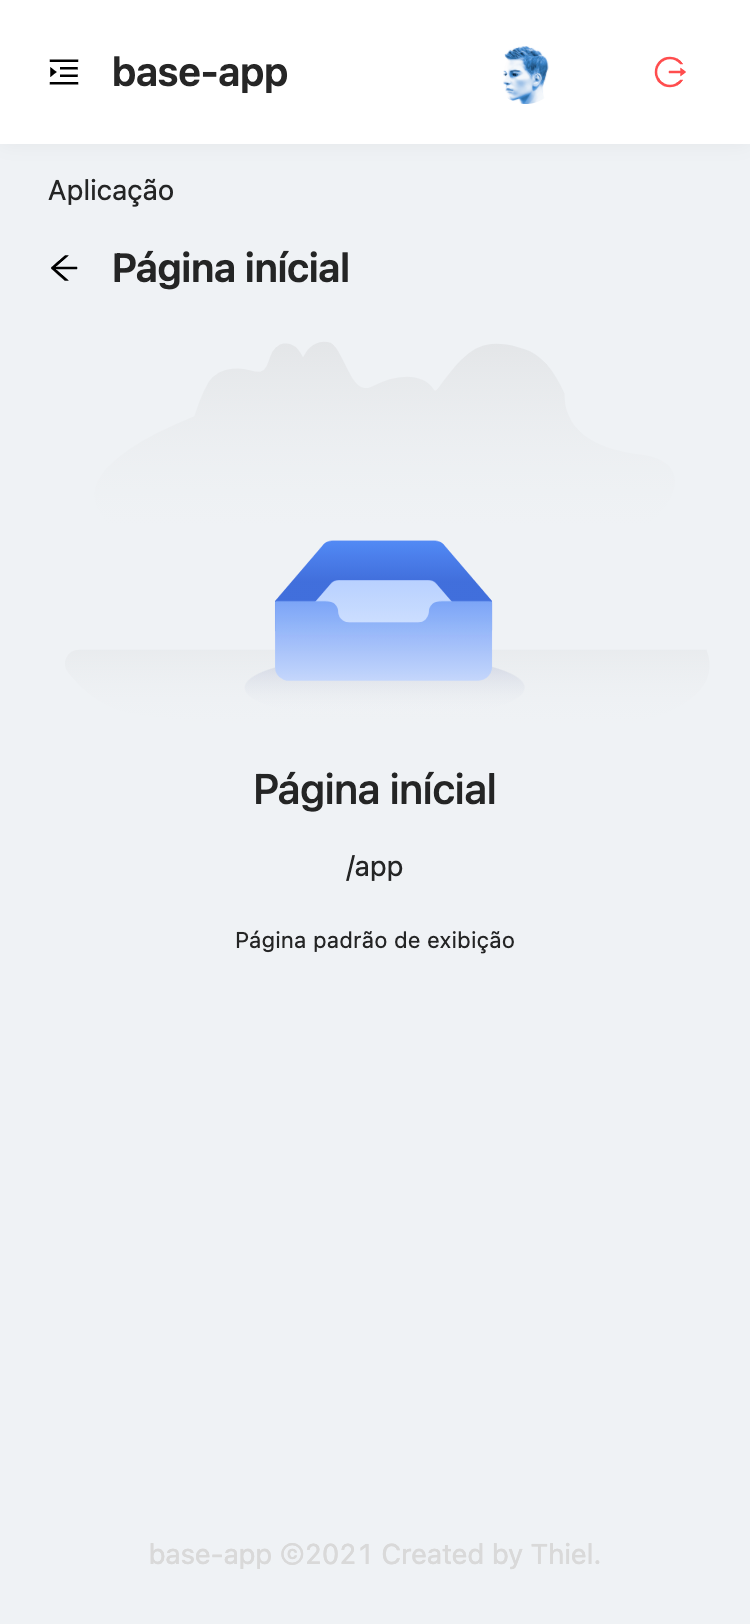 base-app
Aplicação
Página inícial
Página inícial
/app
Página padrão de exibição
base-app ©2021 Created by Thiel.